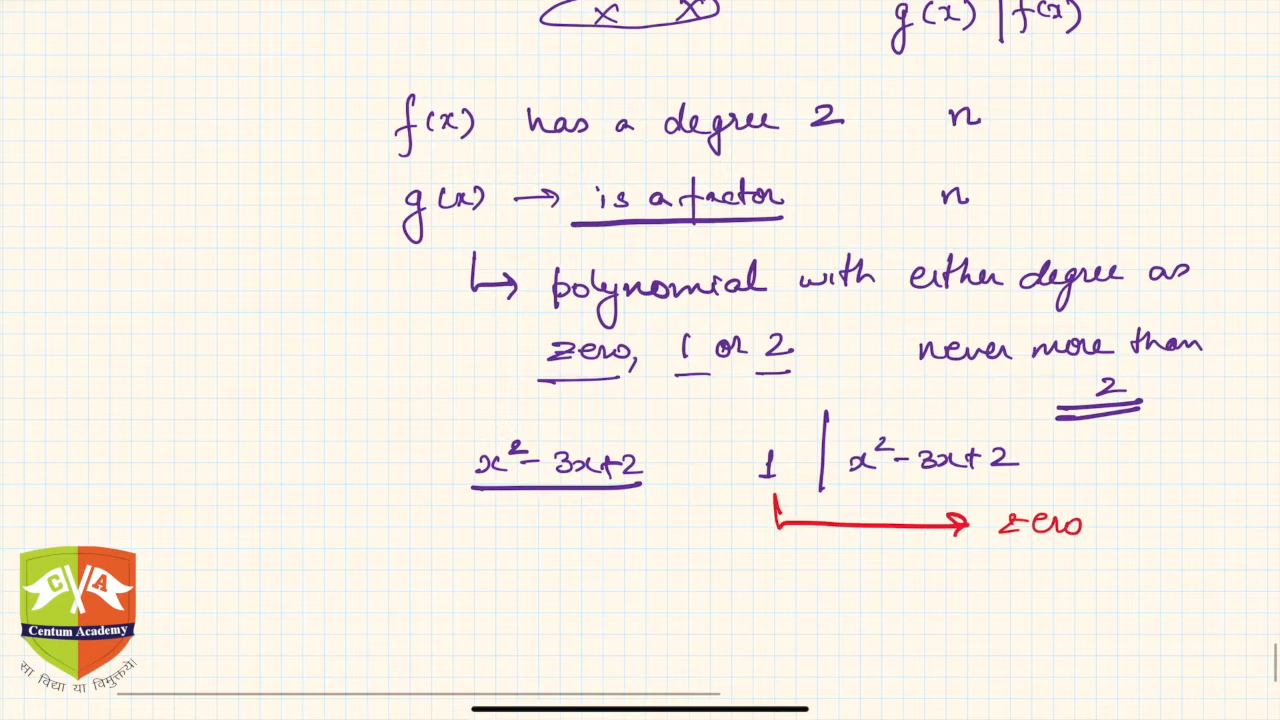 x x g(x) | f(x)
f(x) has a degree 2 n
g(x) → is a factor n
↳ polynomial with either degree as
zero, 1 or 2 never more than
2
x² - 3x+2 1 | x² - 3x + 2
zero
C A
Centum Academy
सा विद्या या विमुक्तये